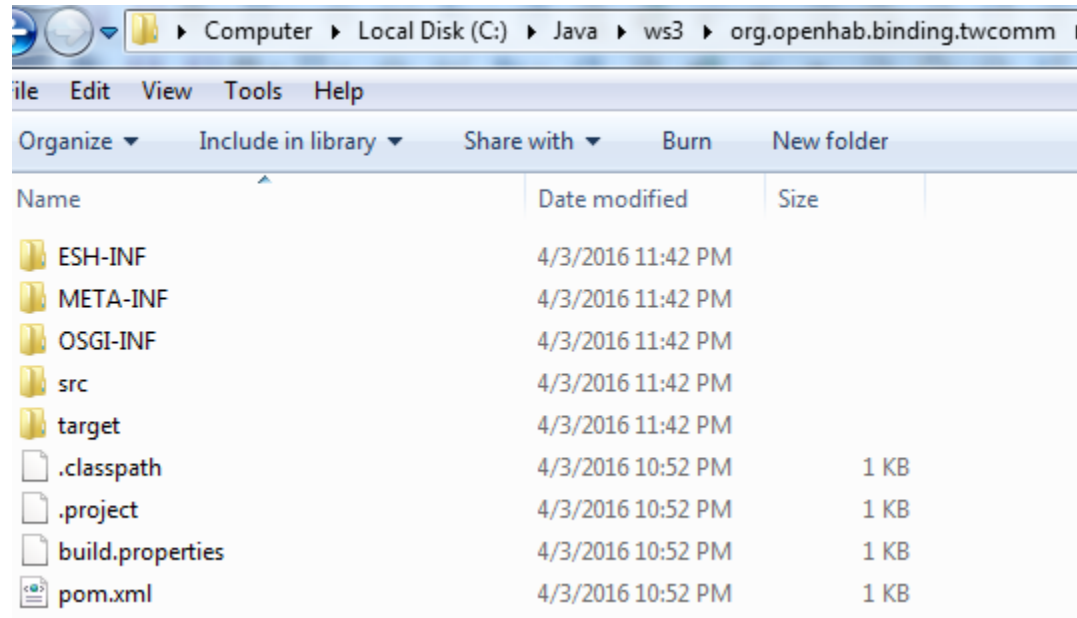 Computer Local Disk (C:) Java ws3 org.openhab.binding.twcomm
ile Edit View Tools Help
Organize Include in library Share with Burn New folder
Name Date modified Size
ESH-INF 4/3/2016 11:42 PM
META-INF 4/3/2016 11:42 PM
OSGI-INF 4/3/2016 11:42 PM
src 4/3/2016 11:42 PM
target 4/3/2016 11:42 PM
.classpath 4/3/2016 10:52 PM 1 KB
.project 4/3/2016 10:52 PM 1 KB
build.properties 4/3/2016 10:52 PM 1 KB
pom.xml 4/3/2016 10:52 PM 1 KB